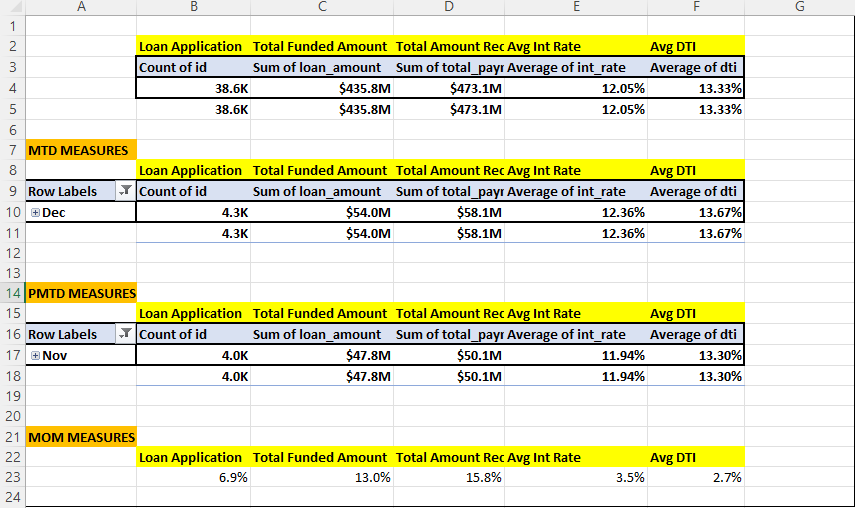 A B C D E F G
1
2 Loan Application Total Funded Amount Total Amount Rec Avg Int Rate Avg DTI
3 Count of id Sum of loan_amount Sum of total_payı Average of int_rate Average of dti
4 38.6K $435.8M $473.1M 12.05% 13.33%
5 38.6K $435.8M $473.1M 12.05% 13.33%
6
7 MTD MEASURES
8 Loan Application Total Funded Amount Total Amount Rec Avg Int Rate Avg DTI
9 Row Labels Count of id Sum of loan_amount Sum of total_payı Average of int_rate Average of dti
10 Dec 4.3K $54.0M $58.1M 12.36% 13.67%
11 4.3K $54.0M $58.1M 12.36% 13.67%
12
13
14 PMTD MEASURES
15 Loan Application Total Funded Amount Total Amount Rec Avg Int Rate Avg DTI
16 Row Labels Count of id Sum of loan_amount Sum of total_payı Average of int_rate Average of dti
17 Nov 4.0K $47.8M $50.1M 11.94% 13.30%
18 4.0K $47.8M $50.1M 11.94% 13.30%
19
20
21 MOM MEASURES
22 Loan Application Total Funded Amount Total Amount Rec Avg Int Rate Avg DTI
23 6.9% 13.0% 15.8% 3.5% 2.7%
24